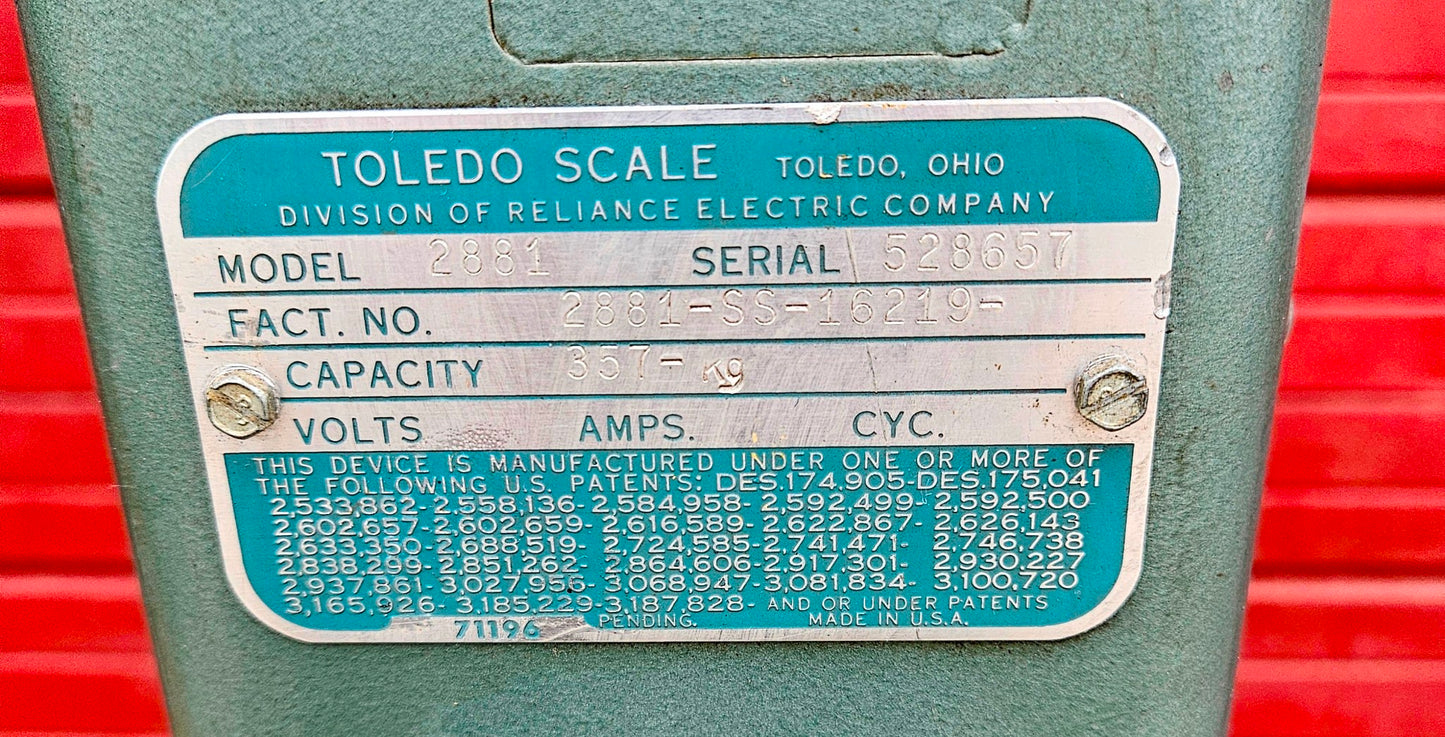 TOLEDO SCALE TOLEDO, OHIO
DIVISION OF RELIANCE ELECTRIC COMPANY
MODEL 2881 SERIAL 528657
FACT. NO. 2881-SS-16219-
CAPACITY 357- kg
VOLTS AMPS. CYC.
THIS DEVICE IS MANUFACTURED UNDER ONE OR MORE OF
THE FOLLOWING U.S. PATENTS: DES.174,905-DES.175,041
2,533,862- 2,558,136- 2,584,958- 2,592,499- 2,592,500
2,602,657- 2,602,659- 2,616,589- 2,622,867- 2,626,143
2,633,350- 2,688,519- 2,724,585- 2,741,471- 2,746,738
2,838,299- 2,851,262- 2,864,606- 2,917,301- 2,930,227
2,937,861- 3,027,956- 3,068,947- 3,081,834- 3,100,720
3,165,926- 3,185,229- 3,187,828- AND OR UNDER PATENTS
71196 PENDING. MADE IN U.S.A.